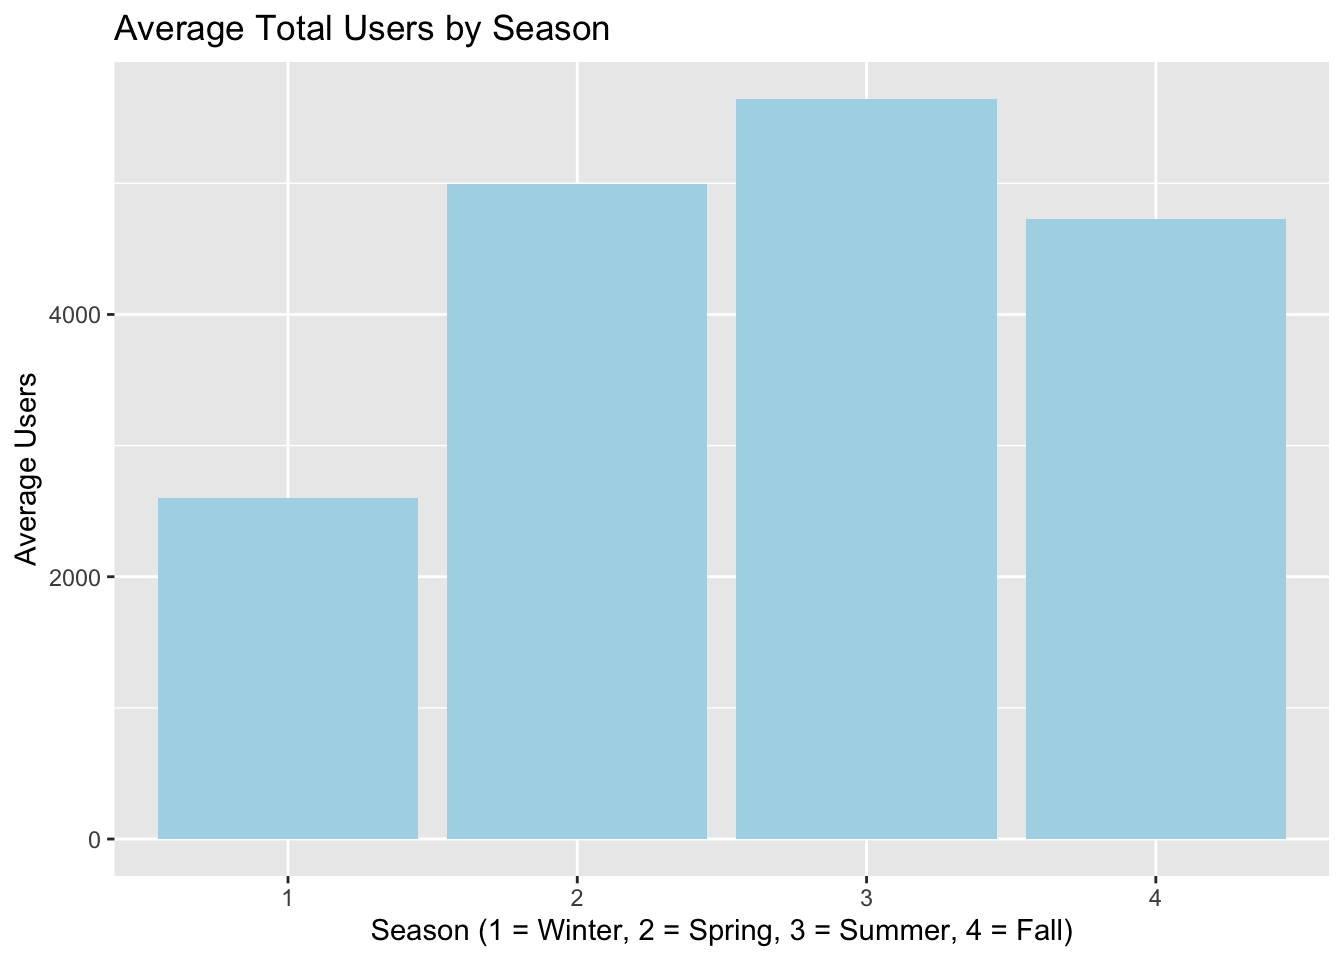 Average Total Users by Season
Average Users
4000
2000
0
1 2 3 4
Season (1 = Winter, 2 = Spring, 3 = Summer, 4 = Fall)